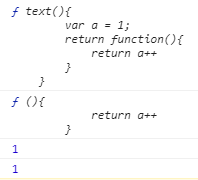 ƒ text(){
var a = 1;
return function(){
return a++
}
}
ƒ (){
return a++
}
1
1